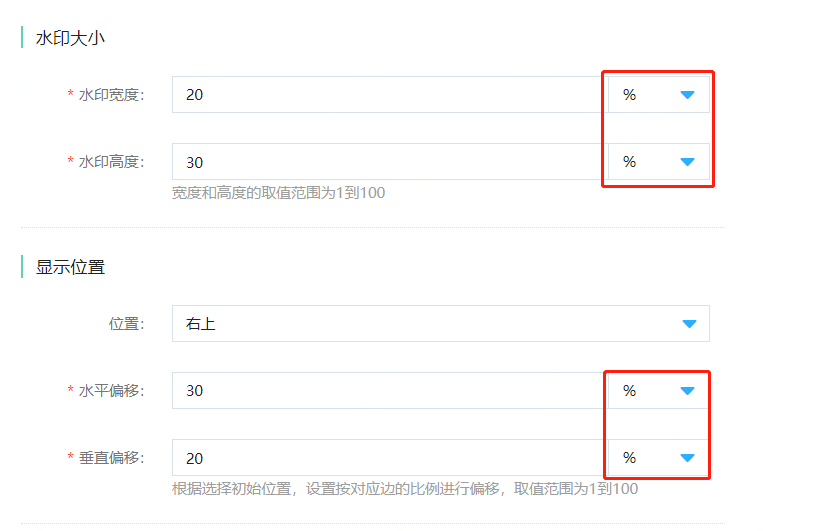 水印大小
* 水印宽度: 20 %
* 水印高度: 30 %
宽度和高度的取值范围为1到100
显示位置
位置: 右上
* 水平偏移: 30 %
* 垂直偏移: 20 %
根据选择初始位置，设置按对应边的比例进行偏移，取值范围为1到100